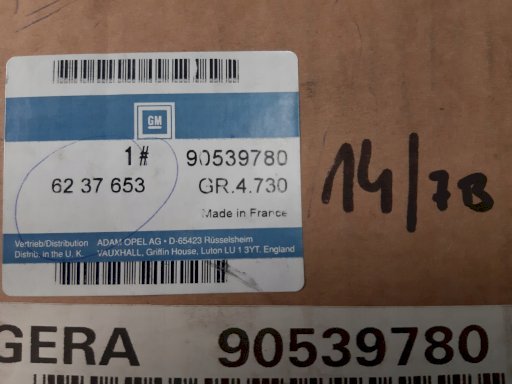 GM
1# 90539780
62 37 653 GR.4.730
Made in France
Vertrieb/Distribution ADAM OPEL AG • D-65423 Rüsselsheim
Distrib. in the U. K. VAUXHALL, Griffin House, Luton LU 1 3YT. England
14/7B
GERA 90539780